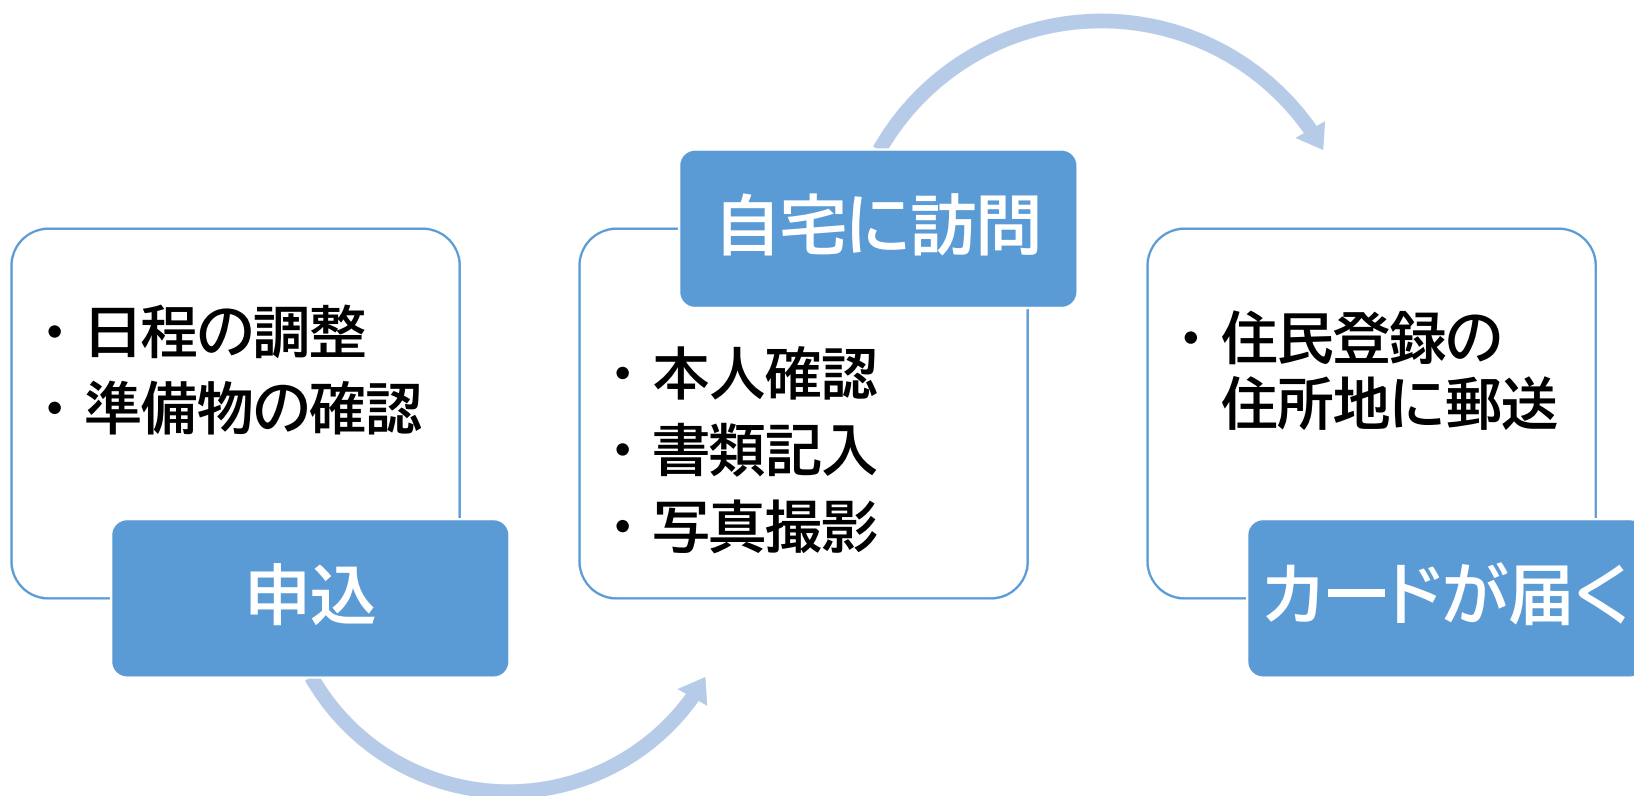 ・日程の調整
・準備物の確認
申込
自宅に訪問
・本人確認
・書類記入
・写真撮影
・住民登録の
住所地に郵送
カードが届く